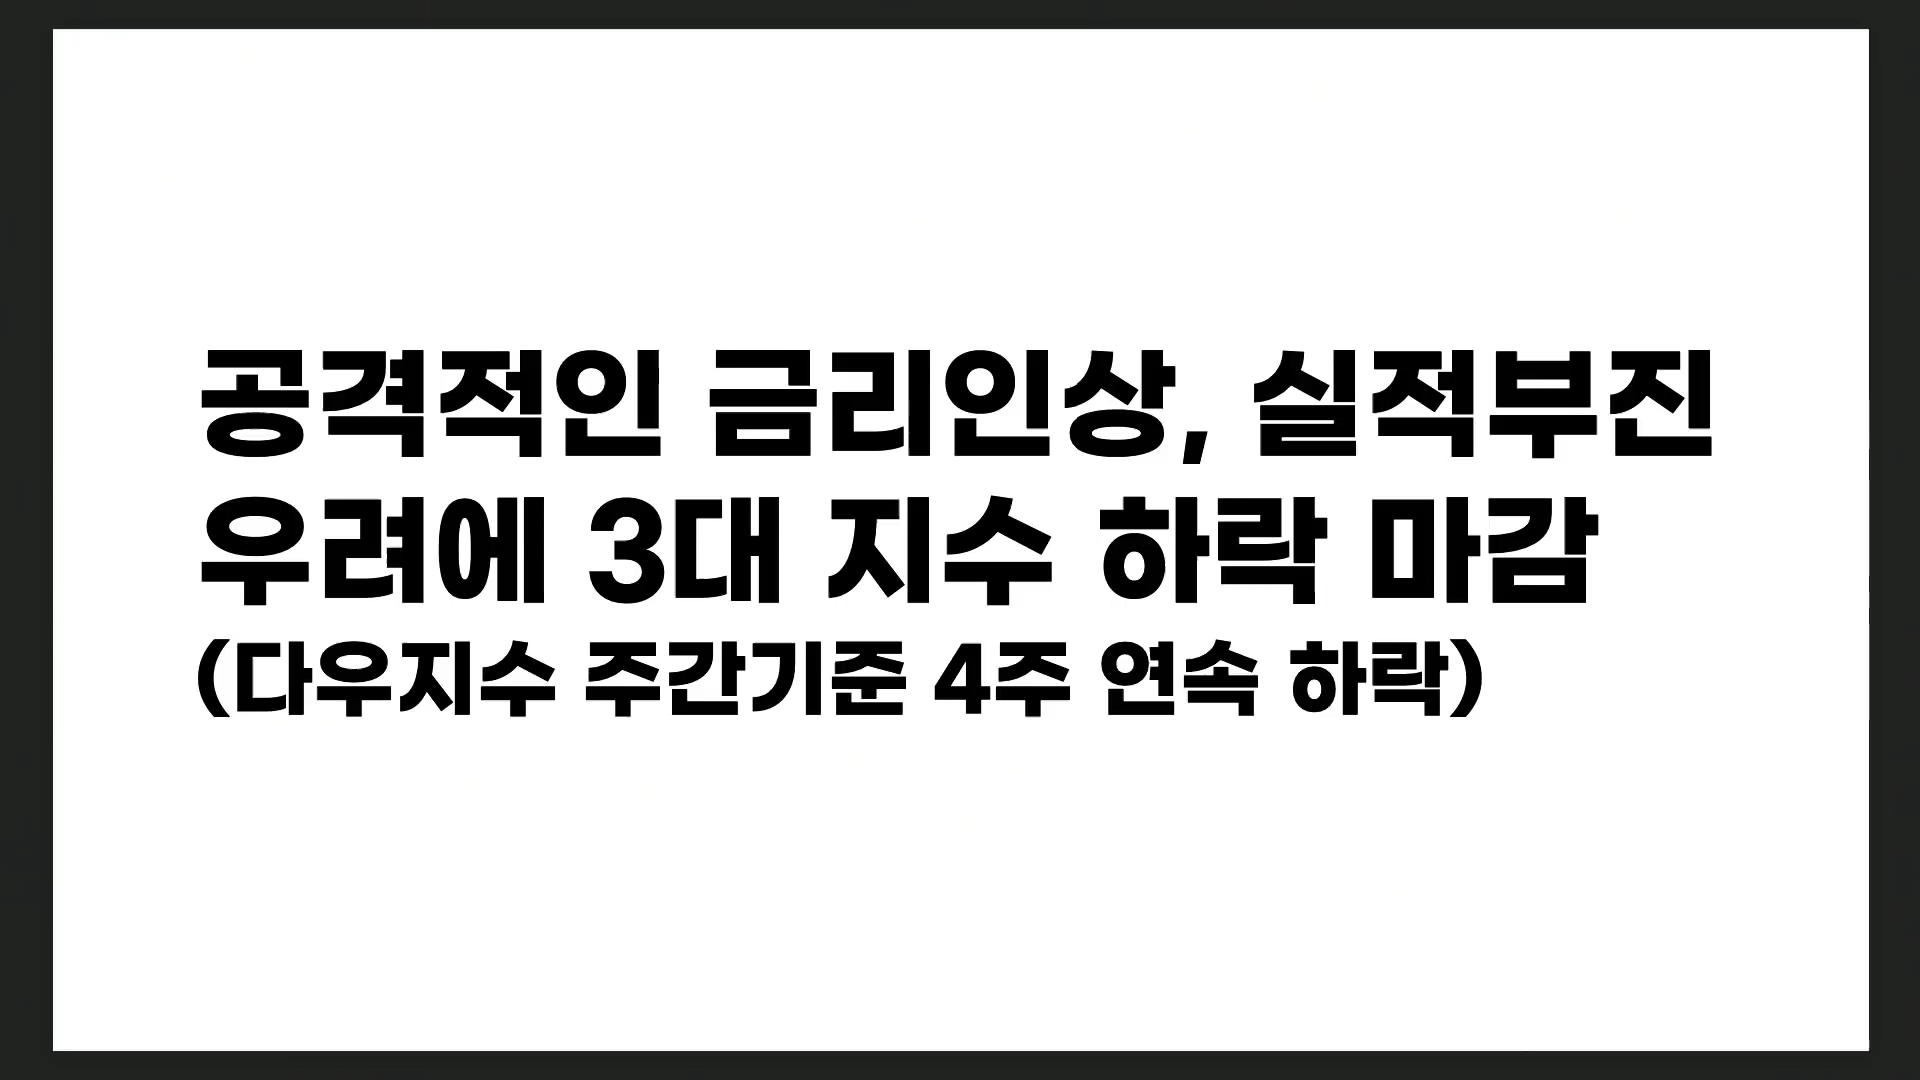 공격적인 금리인상, 실적부진
우려에 3대 지수 하락 마감
(다우지수 주간기준 4주 연속 하락)